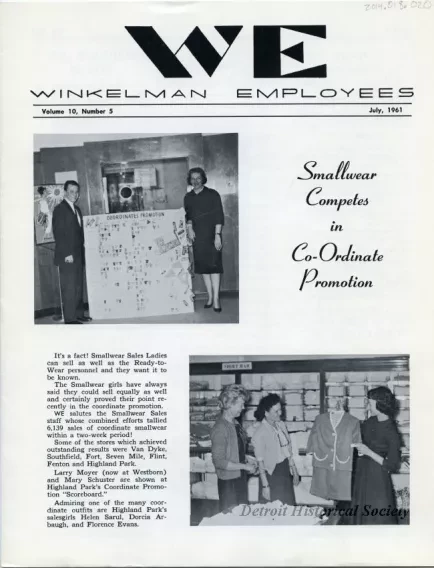 WE
WINKELMAN EMPLOYEES
Volume 10, Number 5
July, 1961
COORDINATES PROMOTION
Smallwear
Competes
in
Co-Ordinate
Promotion
It's a fact! Smallwear Sales Ladies
can sell as well as the Ready-to-
Wear personnel and they want it to
be known.
The Smallwear girls have always
said they could sell equally as well
and certainly proved their point re-
cently in the coordinate promotion.
WE salutes the Smallwear Sales
staff whose combined efforts tallied
6,139 sales of coordinate smallwear
within a two-week period!
Some of the stores which achieved
outstanding results were Van Dyke,
Southfield, Fort, Seven Mile, Flint,
Fenton and Highland Park.
Larry Moyer (now at Westborn)
and Mary Schuster are shown at
Highland Park's Coordinate Promo-
tion "Scoreboard."
Admiring one of the many coor-
dinate outfits are Highland Park's
salesgirls Helen Sarul, Dorcia Ar-
baugh, and Florence Evans.
Detroit Historical Society